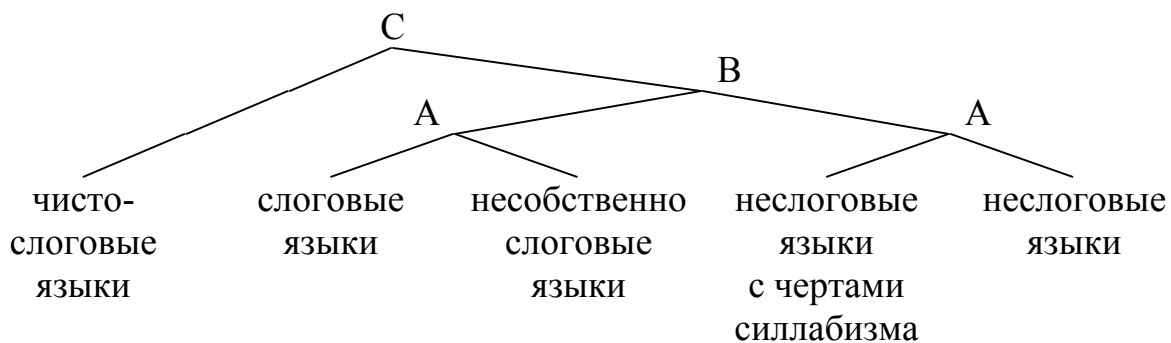 C
B
A
A
чисто-
слоговые
языки
слоговые
языки
несобственно
слоговые
языки
неслоговые
языки
с чертами
силлабизма
неслоговые
языки